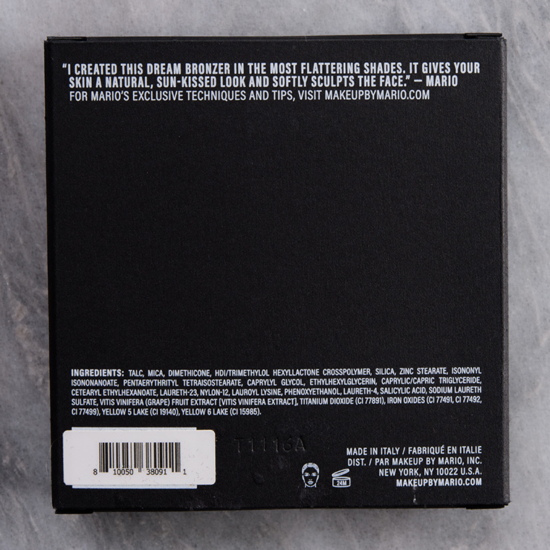 “I CREATED THIS DREAM BRONZER IN THE MOST FLATTERING SHADES. IT GIVES YOUR
SKIN A NATURAL, SUN-KISSED LOOK AND SOFTLY SCULPTS THE FACE.” – MARIO
FOR MARIO’S EXCLUSIVE TECHNIQUES AND TIPS, VISIT MAKEUPBYMARIO.COM
INGREDIENTS: TALC, MICA, DIMETHICONE, HDI/TRIMETHYLOL HEXYLLACTONE CROSSPOLYMER, SILICA, ZINC STEARATE, ISONONYL
ISONONANOATE, PENTAERYTHRITYL TETRAISOSTEARATE, CAPRYLYL GLYCOL, ETHYLHEXYLGLYCERIN, CAPRYLIC/CAPRIC TRIGLYCERIDE,
CETEARYL ETHYLHEXANOATE, LAURETH-23, NYLON-12, LAUROYL LYSINE, PHENOXYETHANOL, LAURETH-4, SALICYLIC ACID, SODIUM LAURETH
SULFATE, VITIS VINIFERA (GRAPE) FRUIT EXTRACT [VITIS VINIFERA EXTRACT], TITANIUM DIOXIDE (CI 77891), IRON OXIDES (CI 77491, CI 77492,
CI 77499), YELLOW 5 LAKE (CI 19140), YELLOW 6 LAKE (CI 15985).
8 10050 38091 1
MADE IN ITALY / FABRIQUÉ EN ITALIE
DIST. / PAR MAKEUP BY MARIO, INC.
NEW YORK, NY 10022 U.S.A.
MAKEUPBYMARIO.COM
24M